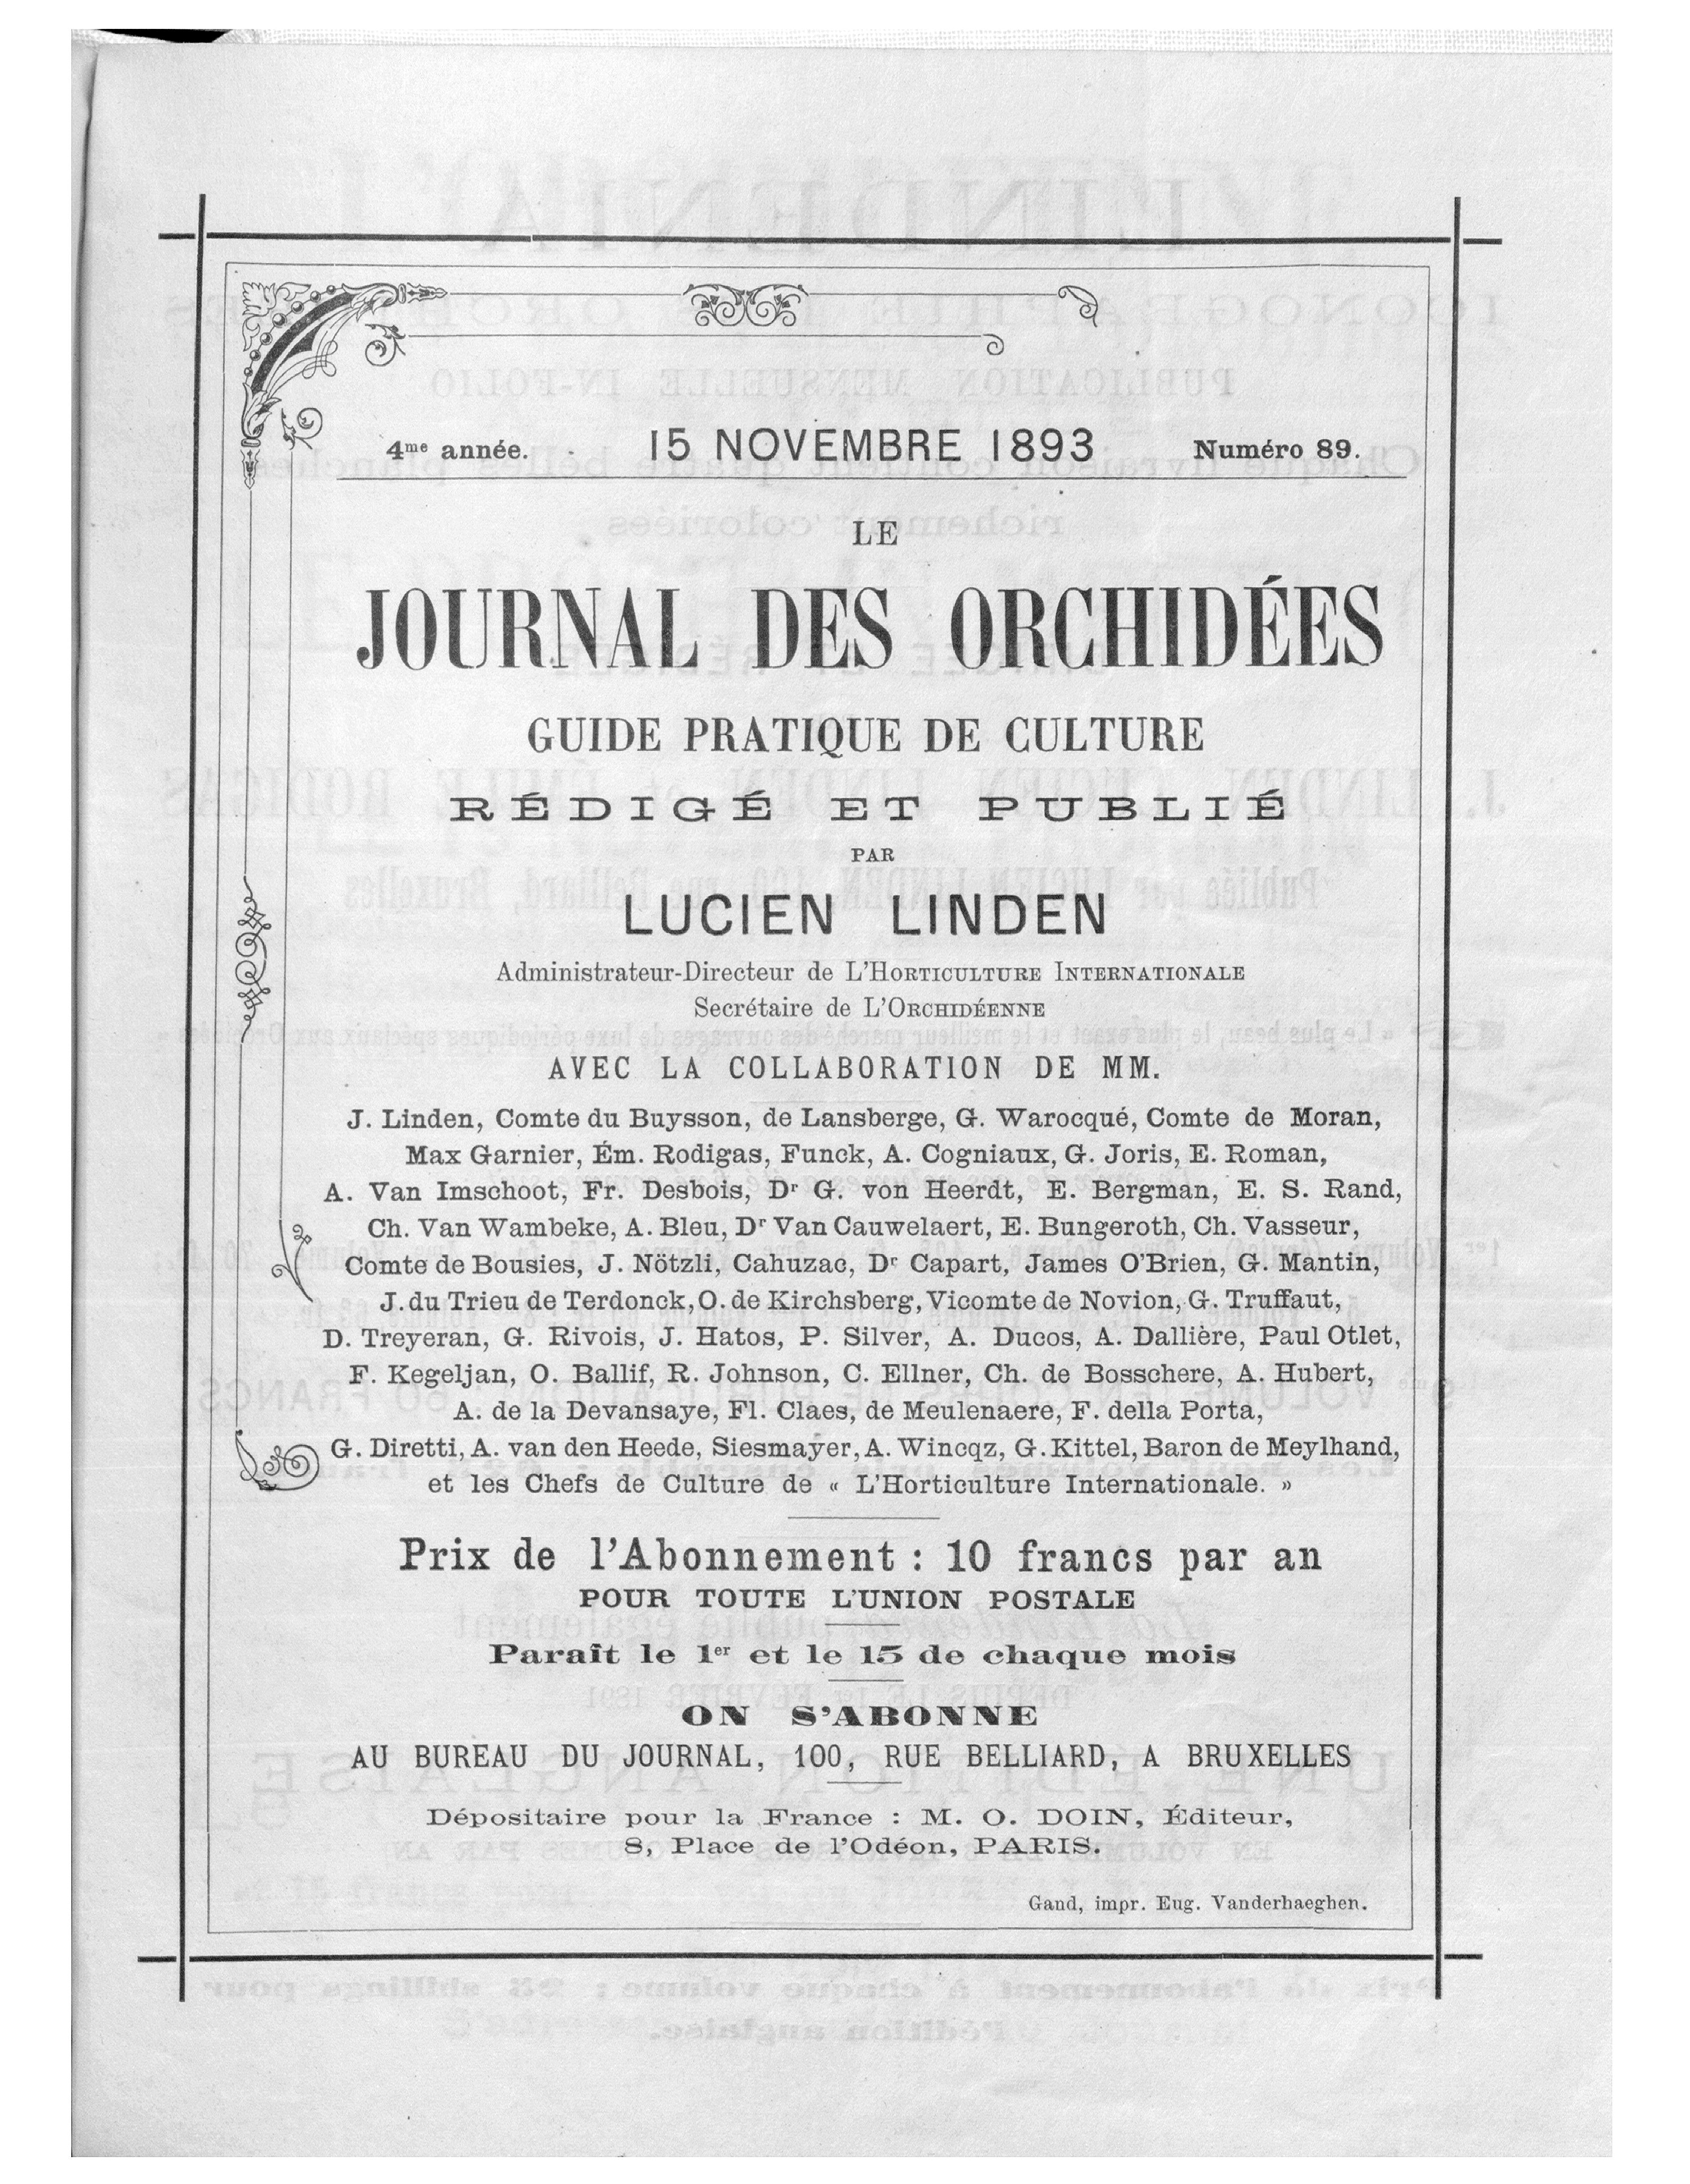 4me année. 15 NOVEMBRE 1893 Numéro 89.
LE
JOURNAL DES ORCHIDÉES
GUIDE PRATIQUE DE CULTURE
RÉDIGÉ ET PUBLIÉ
PAR
LUCIEN LINDEN
Administrateur-Directeur de L'HORTICULTURE INTERNATIONALE
Secrétaire de L'ORCHIDÉENNE
AVEC LA COLLABORATION DE MM.
J. Linden, Comte du Buysson, de Lansberge, G. Warocqué, Comte de Moran,
Max Garnier, Ém. Rodigas, Funck, A. Cogniaux, G. Joris, E. Roman,
A. Van Imschoot, Fr. Desbois, Dr G. von Heerdt, E. Bergman, E. S. Rand,
Ch. Van Wambeke, A. Bleu, Dr Van Cauwelaert, E. Bungeroth, Ch. Vasseur,
Comte de Bousies, J. Nötzli, Cahuzac, Dr Capart, James O'Brien, G. Mantin,
J. du Trieu de Terdonck, O. de Kirchsberg, Vicomte de Novion, G. Truffaut,
D. Treyeran, G. Rivois, J. Hatos, P. Silver, A. Ducos, A. Dallière, Paul Otlet,
F. Kegeljan, O. Ballif, R. Johnson, C. Ellner, Ch. de Bosschere, A. Hubert,
A. de la Devansaye, Fl. Claes, de Meulenaere, F. della Porta,
G. Diretti, A. van den Heede, Siesmayer, A. Wincqz, G. Kittel, Baron de Meylhand,
et les Chefs de Culture de « L'Horticulture Internationale. »
Prix de l'Abonnement : 10 francs par an
POUR TOUTE L'UNION POSTALE
Paraît le 1er et le 15 de chaque mois
ON S'ABONNE
AU BUREAU DU JOURNAL, 100, RUE BELLIARD, A BRUXELLES
Dépositaire pour la France : M. O. DOIN, Éditeur,
8, Place de l'Odéon, PARIS.
Gand, impr. Eug. Vanderhaeghen.